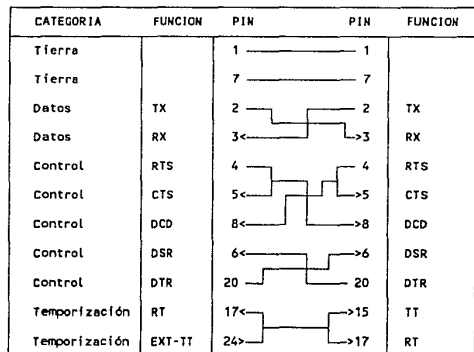 CATEGORIA FUNCION PIN PIN FUNCION
Tierra 1 1
Tierra 7 7
Datos TX 2 2 TX
Datos RX 3< >3 RX
Control RTS 4 4 RTS
Control CTS 5< >5 CTS
Control DCD 8< >8 DCD
Control DSR 6< >6 DSR
Control DTR 20 20 DTR
Temporización RT 17< >15 TT
Temporización EXT-TT 24> >17 RT